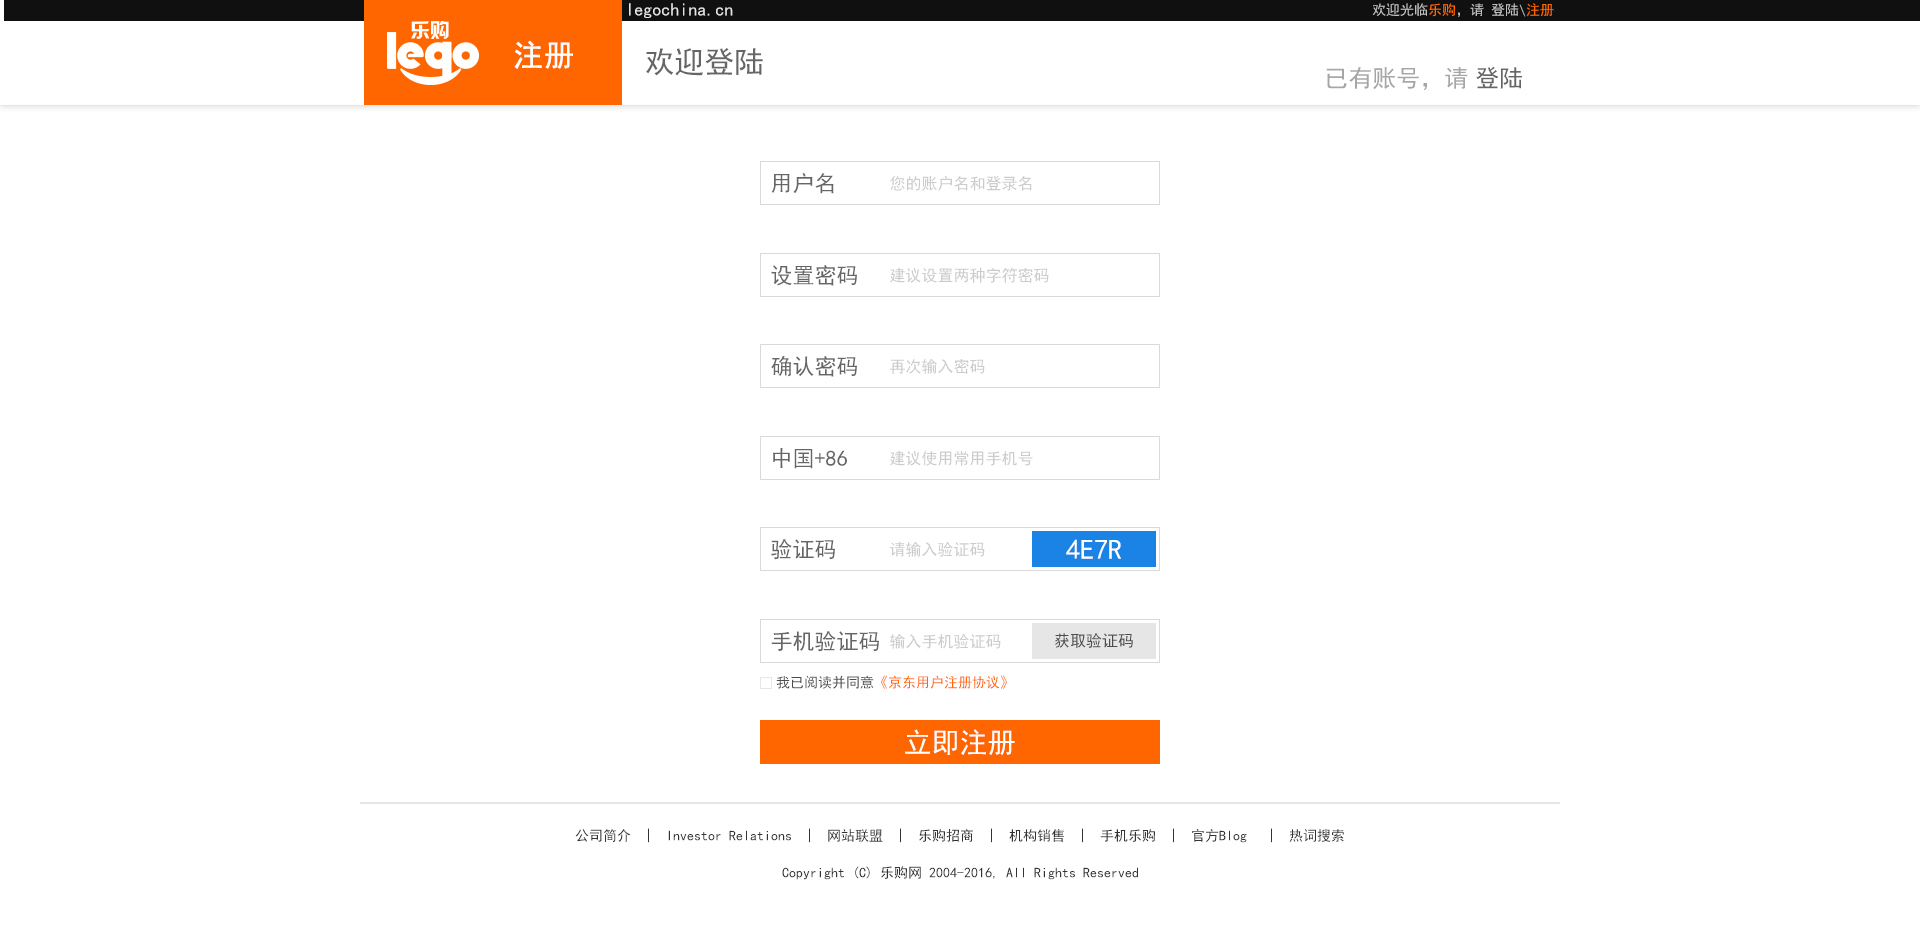 legochina.cn
欢迎光临乐购，请 登陆\注册
乐购
lego
注册
欢迎登陆
已有账号，请 登陆
用户名 您的账户名和登录名
设置密码 建议设置两种字符密码
确认密码 再次输入密码
中国+86 建议使用常用手机号
验证码 请输入验证码 4E7R
手机验证码 输入手机验证码 获取验证码
我已阅读并同意《京东用户注册协议》
立即注册
公司简介 | Investor Relations | 网站联盟 | 乐购招商 | 机构销售 | 手机乐购 | 官方Blog | 热词搜索
Copyright (C) 乐购网 2004-2016, All Rights Reserved